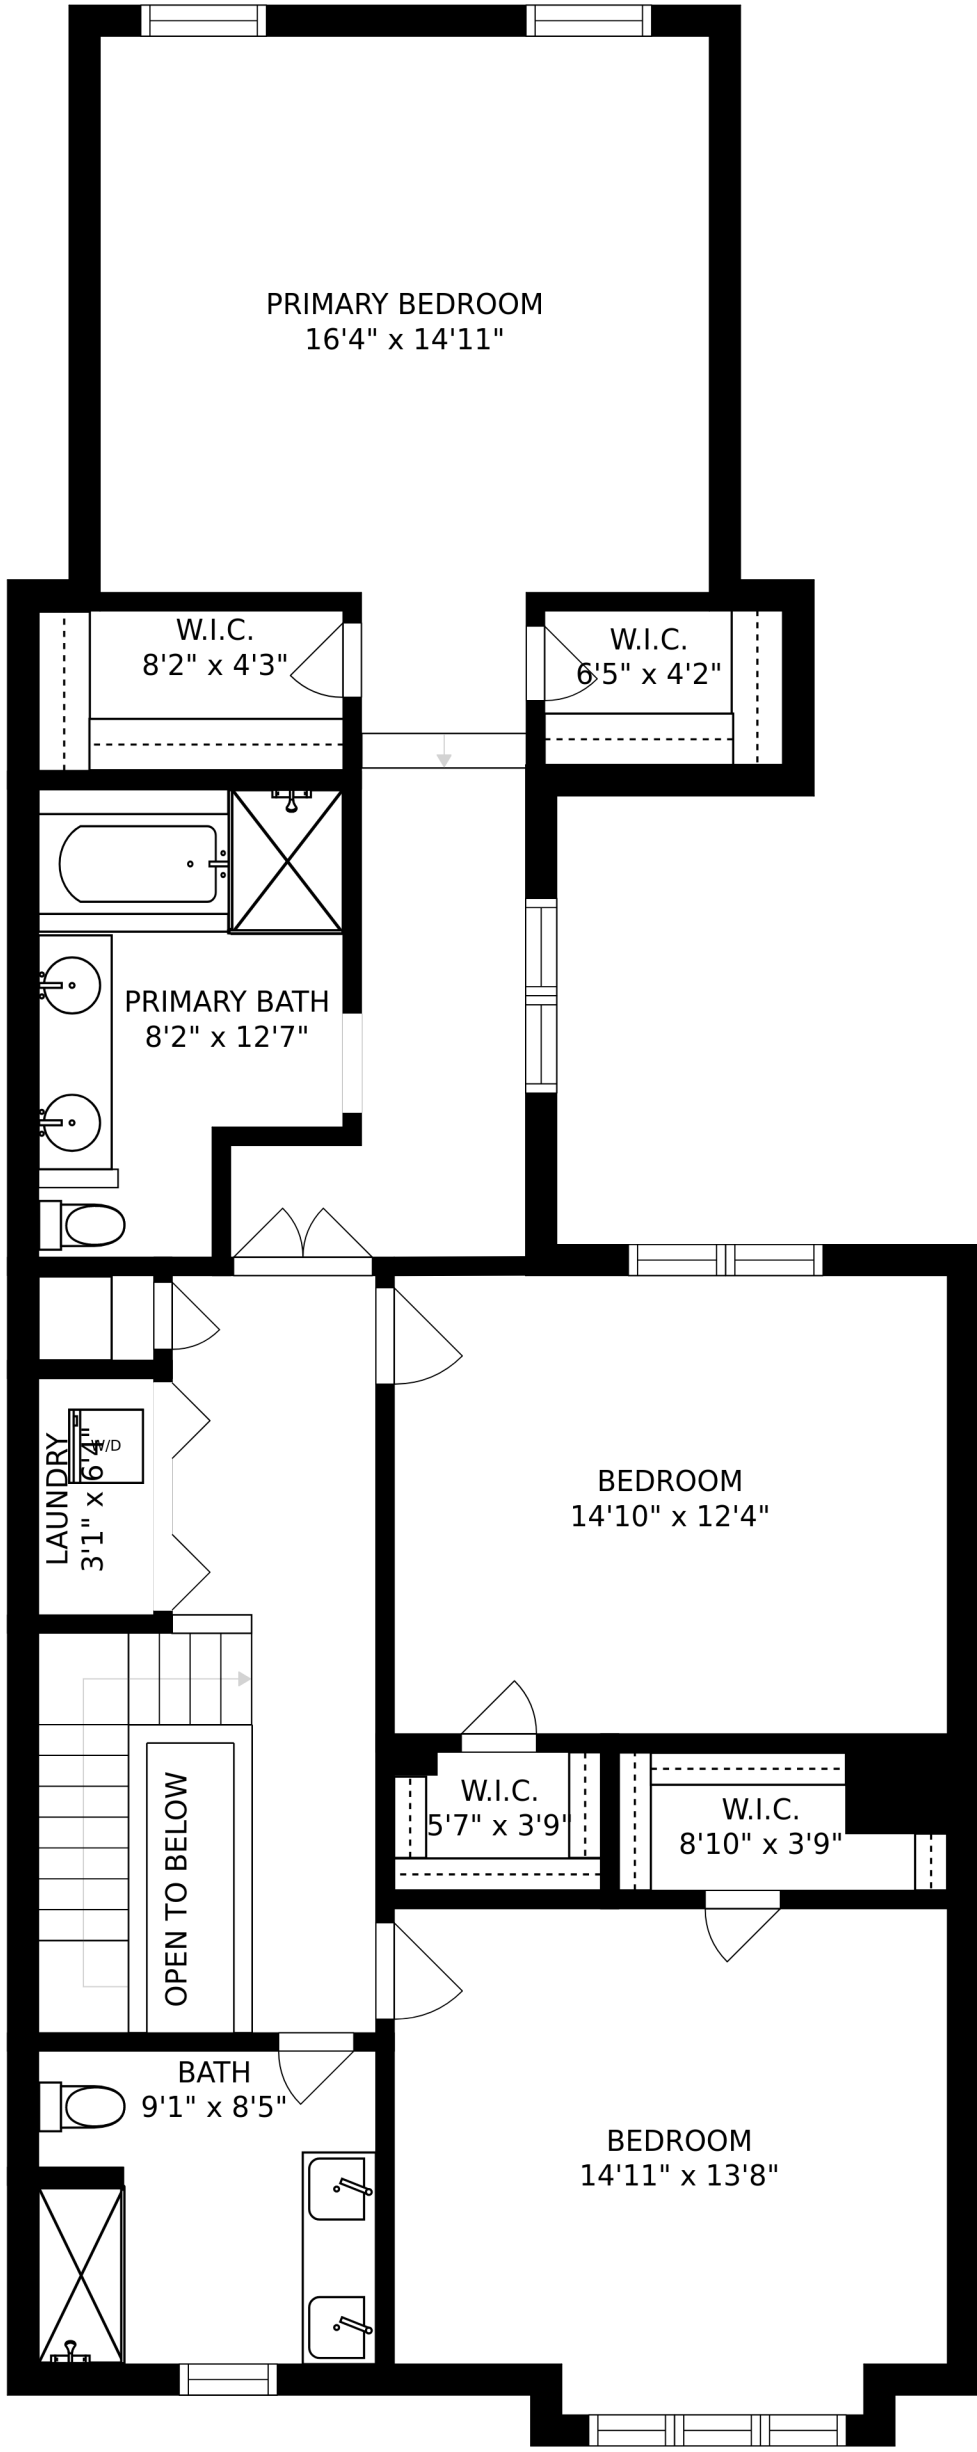 PRIMARY BEDROOM
16'4" x 14'11"
W.I.C.
8'2" x 4'3"
W.I.C.
6'5" x 4'2"
PRIMARY BATH
8'2" x 12'7"
LAUNDRY
3'1" x 6'4"
W/D
BEDROOM
14'10" x 12'4"
W.I.C.
5'7" x 3'9"
W.I.C.
8'10" x 3'9"
OPEN TO BELOW
BATH
9'1" x 8'5"
BEDROOM
14'11" x 13'8"